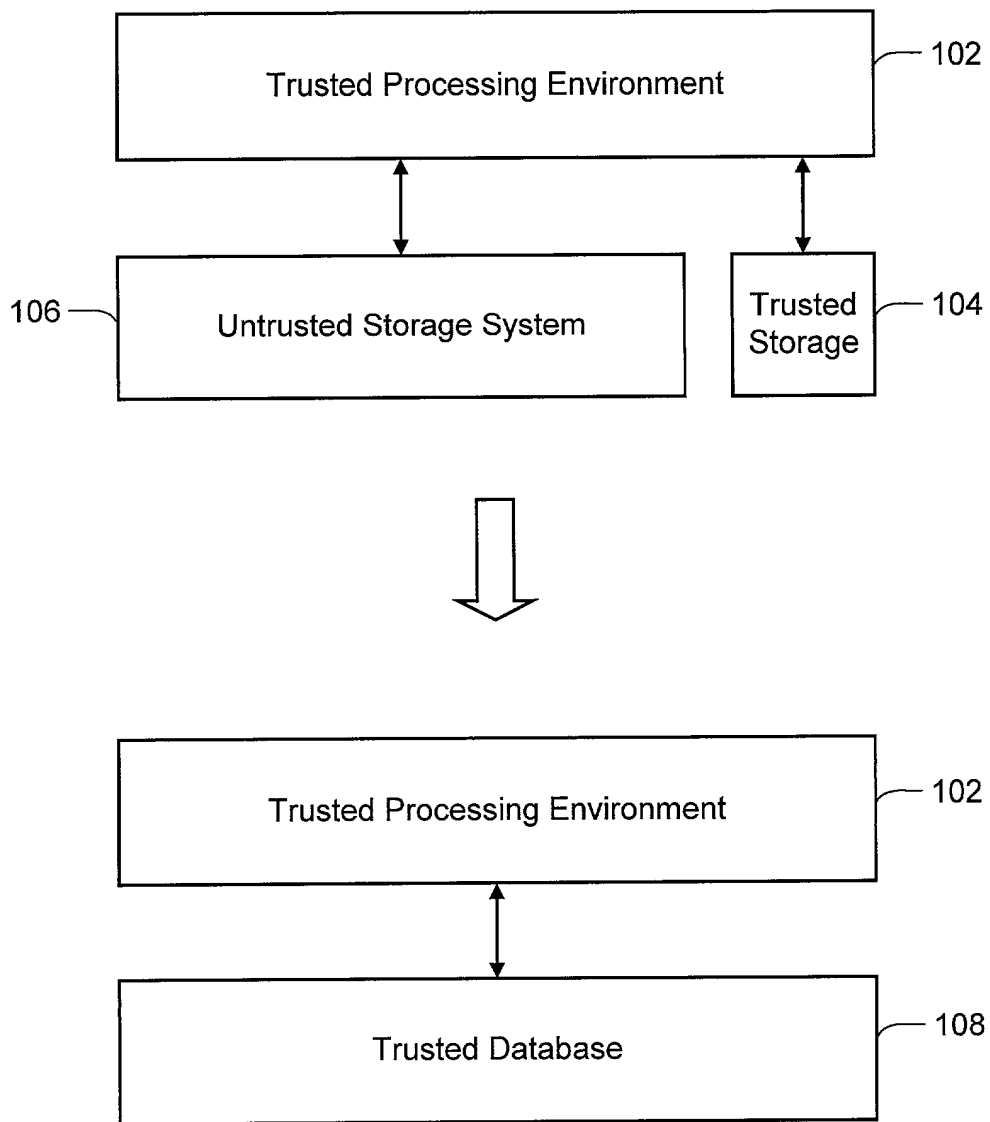 Trusted Processing Environment
102
106
Untrusted Storage System
Trusted
Storage
104
Trusted Processing Environment
102
Trusted Database
108